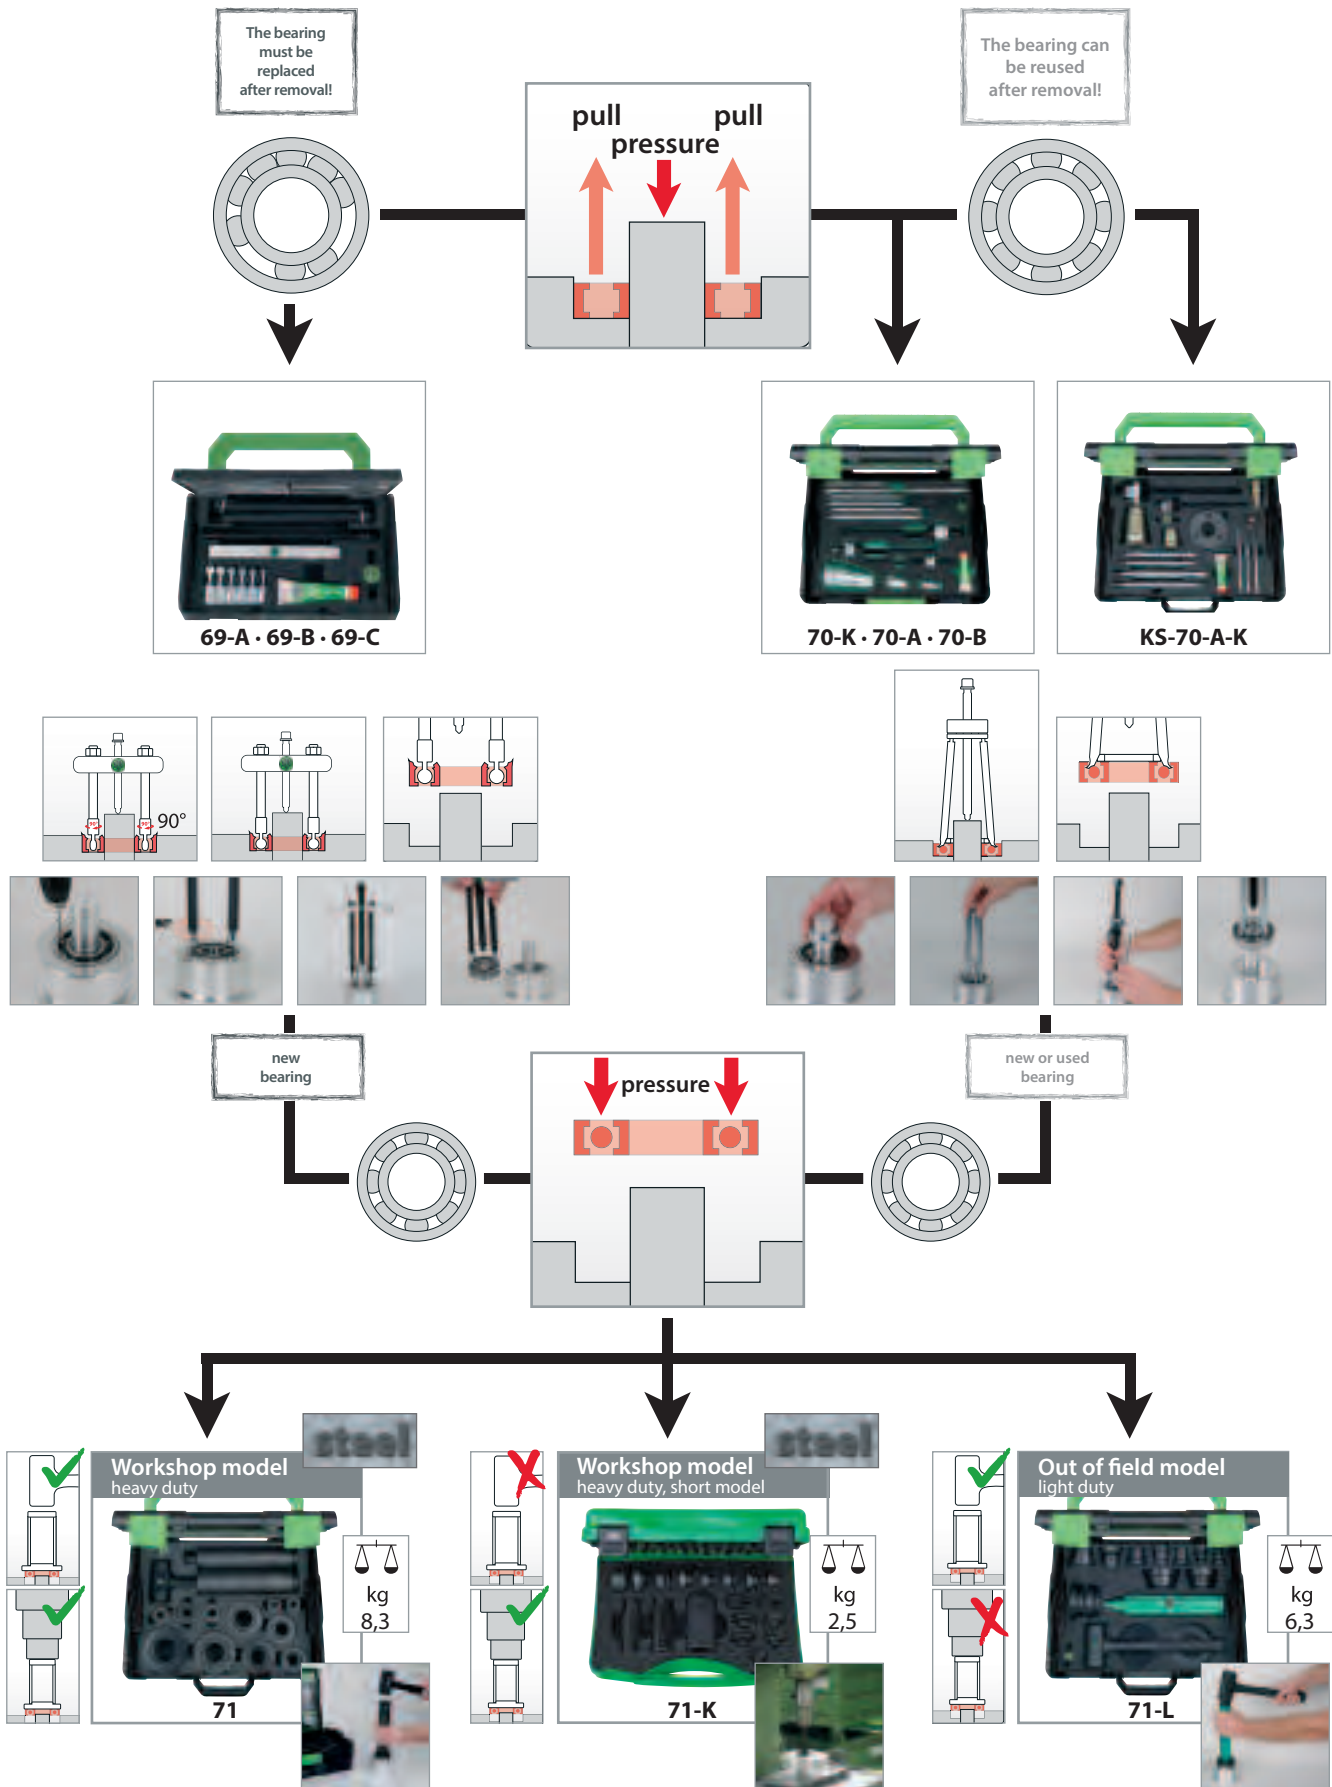 The bearing
must be
replaced
after removal!
The bearing can
be reused
after removal!
pull pull
pressure
69-A · 69-B · 69-C
70-K · 70-A · 70-B
KS-70-A-K
90° 90° 90°
new
bearing
pressure
new or used
bearing
steel
Workshop model
heavy duty
kg
8,3
71
steel
Workshop model
heavy duty, short model
kg
2,5
71-K
Out of field model
light duty
kg
6,3
71-L